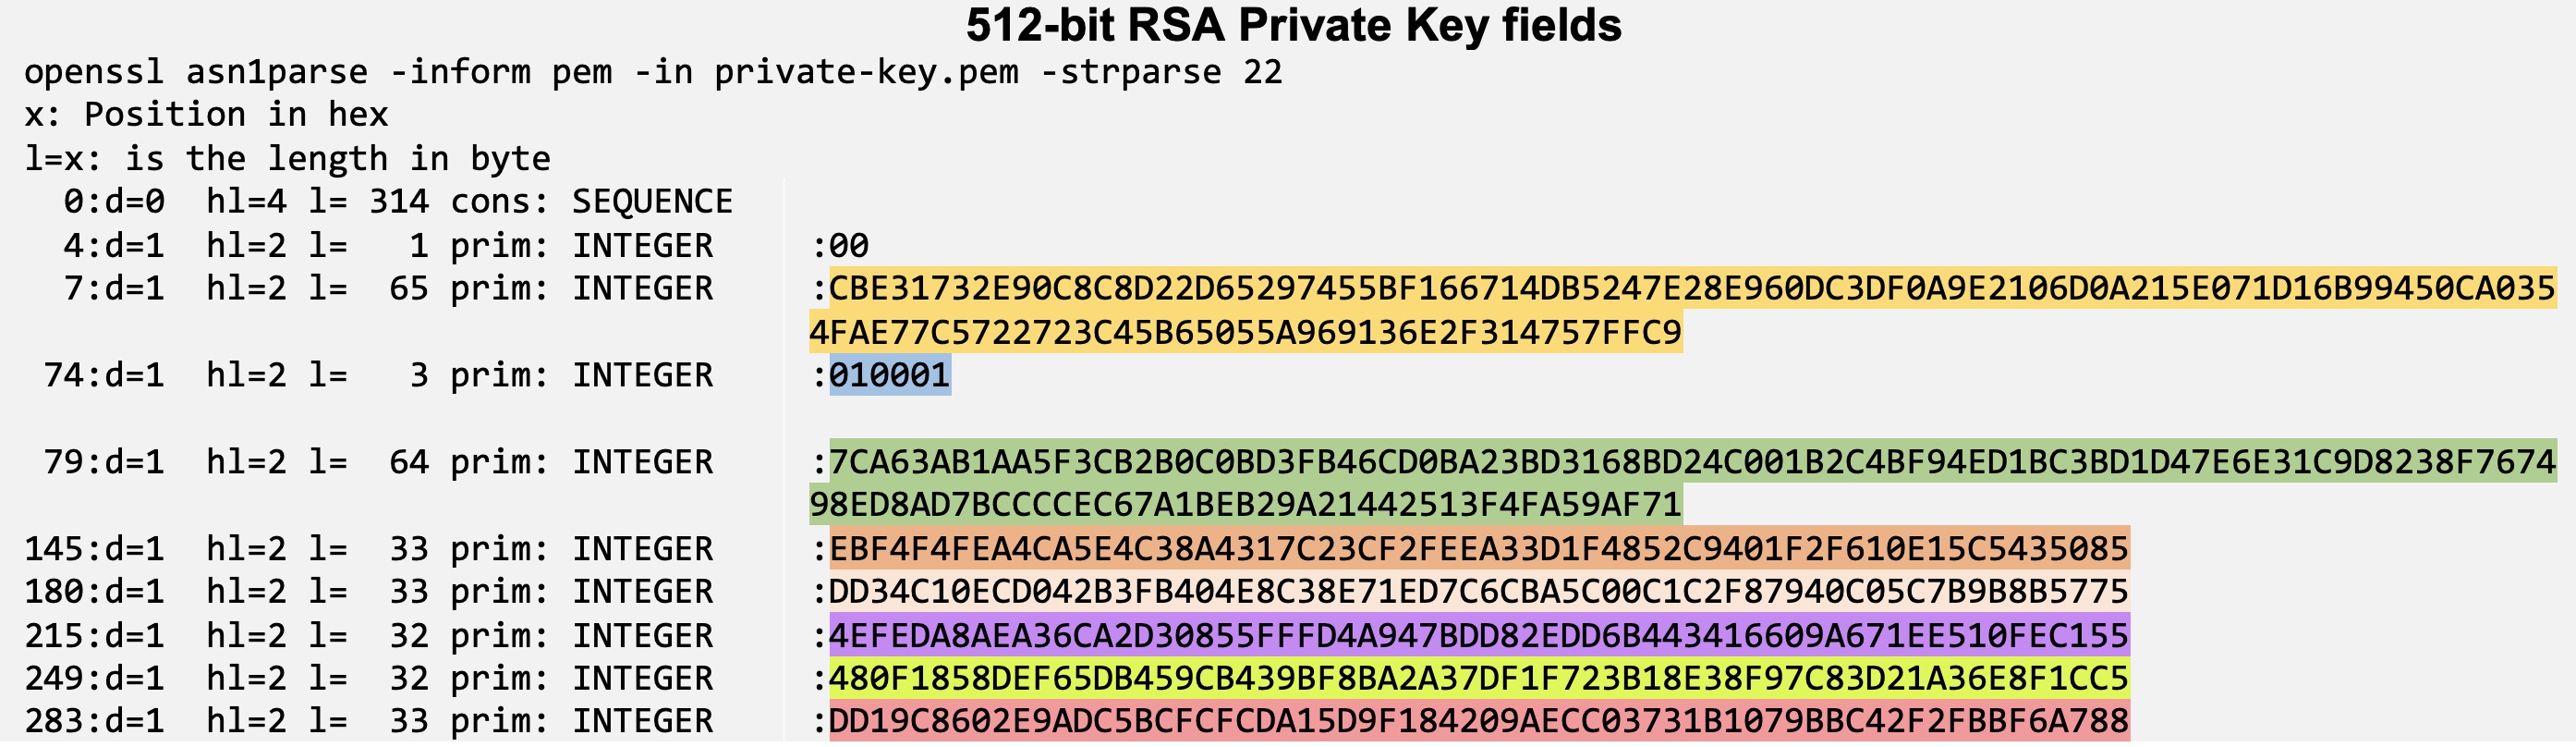 512-bit RSA Private Key fields
openssl asn1parse -inform pem -in private-key.pem -strparse 22
x: Position in hex
l=x: is the length in byte
0:d=0 hl=4 l= 314 cons: SEQUENCE
4:d=1 hl=2 l= 1 prim: INTEGER :00
7:d=1 hl=2 l= 65 prim: INTEGER :CBE31732E90C8C8D22D65297455BF166714DB5247E28E960DC3DF0A9E2106D0A215E071D16B99450CA035
4FAE77C5722723C45B65055A969136E2F314757FFC9
74:d=1 hl=2 l= 3 prim: INTEGER :010001
79:d=1 hl=2 l= 64 prim: INTEGER :7CA63AB1AA5F3CB2B0C0BD3FB46CD0BA23BD3168BD24C001B2C4BF94ED1BC3BD1D47E6E31C9D8238F7674
98ED8AD7BCCCCEC67A1BEB29A21442513F4FA59AF71
145:d=1 hl=2 l= 33 prim: INTEGER :EBF4F4FEA4CA5E4C38A4317C23CF2FEEA33D1F4852C9401F2F610E15C5435085
180:d=1 hl=2 l= 33 prim: INTEGER :DD34C10ECD042B3FB404E8C38E71ED7C6CBA5C00C1C2F87940C05C7B9B8B5775
215:d=1 hl=2 l= 32 prim: INTEGER :4EFEDA8AEA36CA2D30855FFFD4A947BDD82EDD6B443416609A671EE510FEC155
249:d=1 hl=2 l= 32 prim: INTEGER :480F1858DEF65DB459CB439BF8BA2A37DF1F723B18E38F97C83D21A36E8F1CC5
283:d=1 hl=2 l= 33 prim: INTEGER :DD19C8602E9ADC5BCFCFCDA15D9F184209AECC03731B1079BBC42F2FBBF6A788